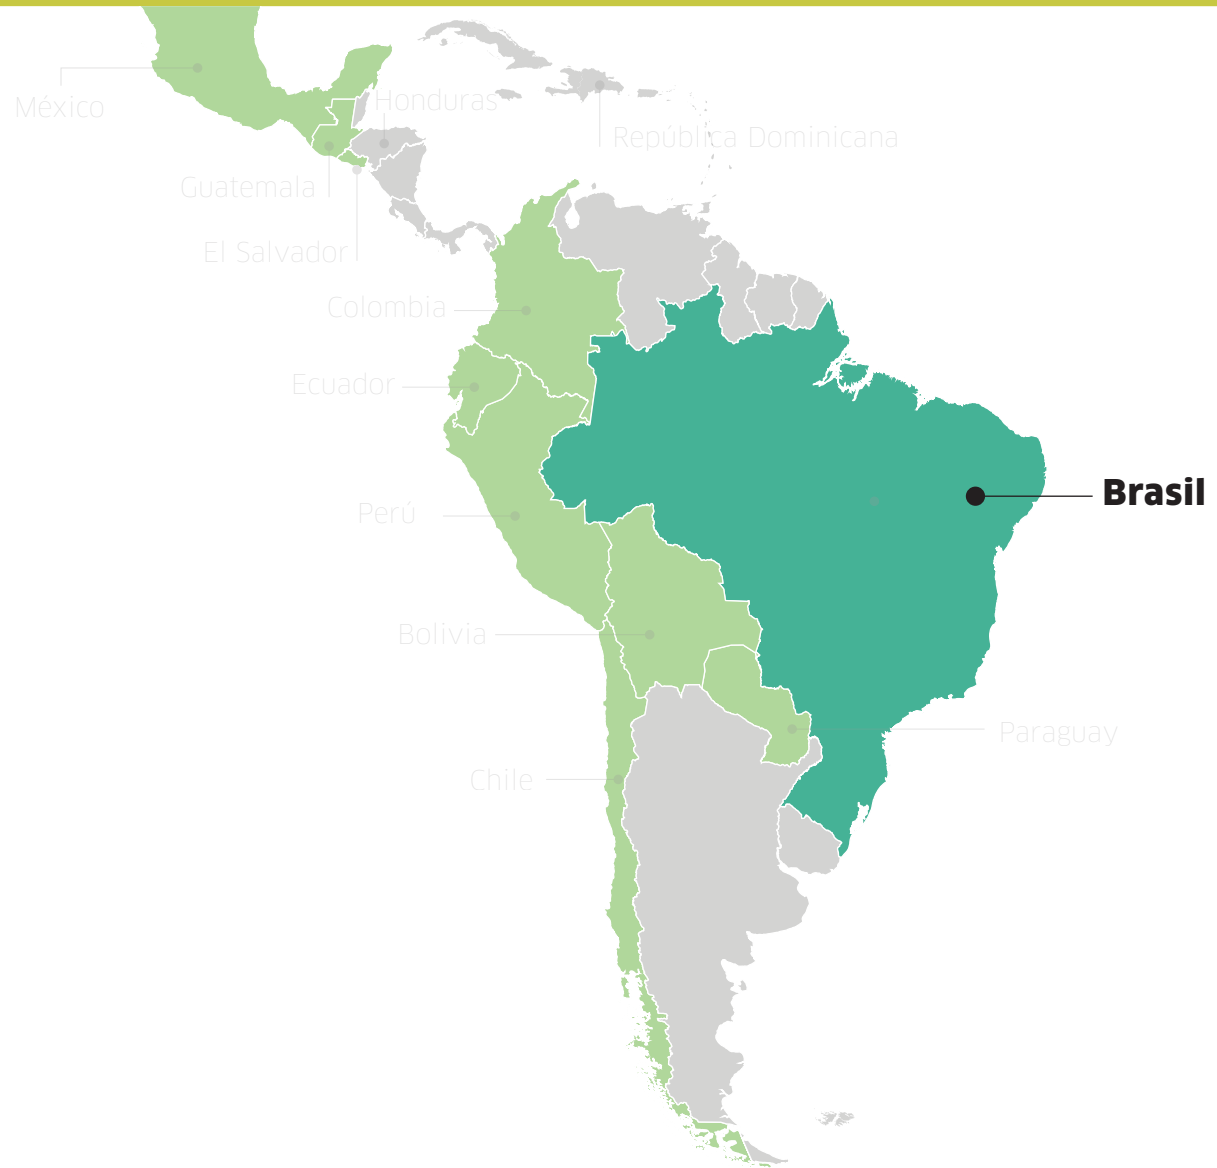 México
Honduras
República Dominicana
Guatemala
El Salvador
Colombia
Ecuador
Brasil
Perú
Bolivia
Paraguay
Chile